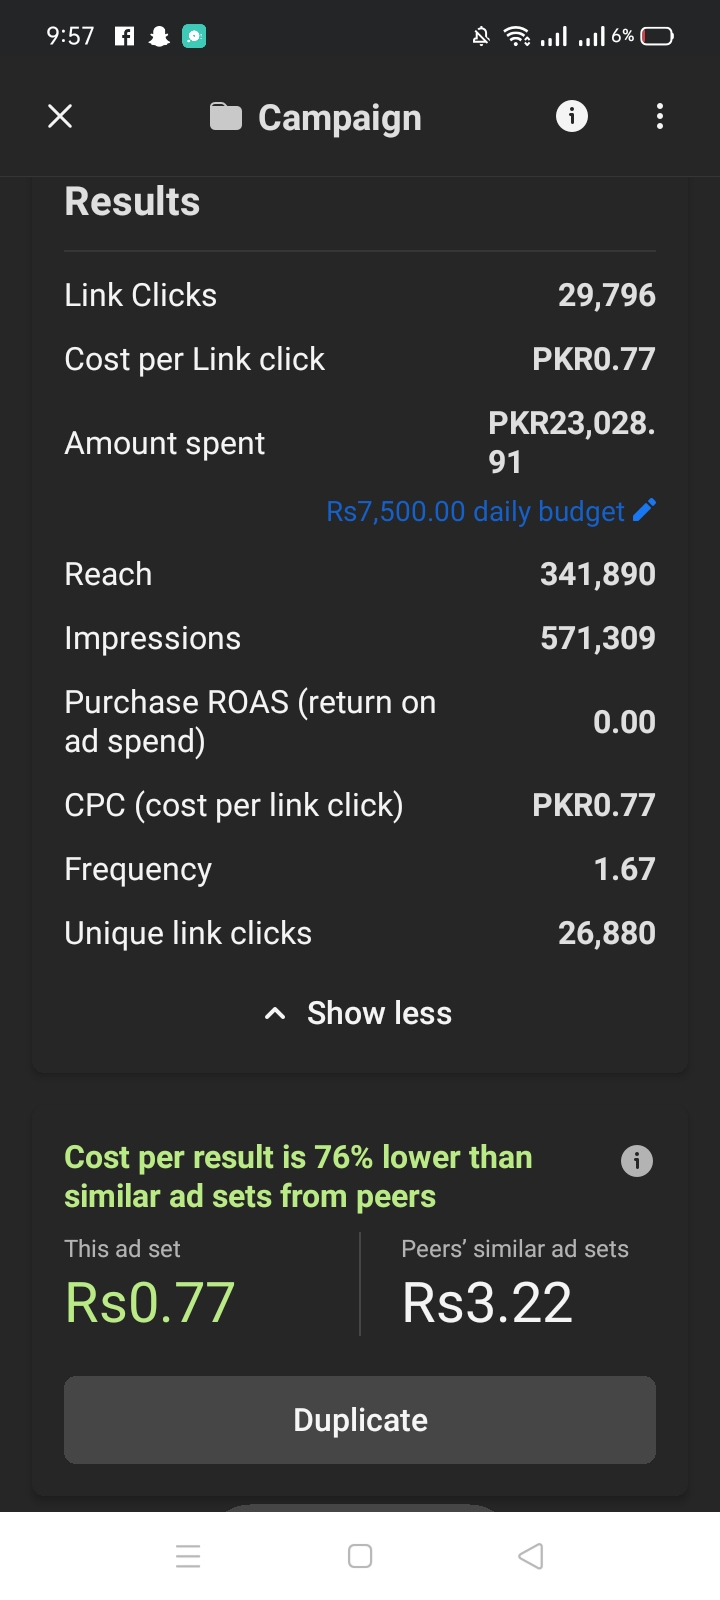 9:57
6%
Campaign
Results
Link Clicks 29,796
Cost per Link click PKR0.77
Amount spent PKR23,028.
91
Rs7,500.00 daily budget
Reach 341,890
Impressions 571,309
Purchase ROAS (return on
ad spend) 0.00
CPC (cost per link click) PKR0.77
Frequency 1.67
Unique link clicks 26,880
Show less
Cost per result is 76% lower than
similar ad sets from peers
This ad set Peers’ similar ad sets
Rs0.77 Rs3.22
Duplicate